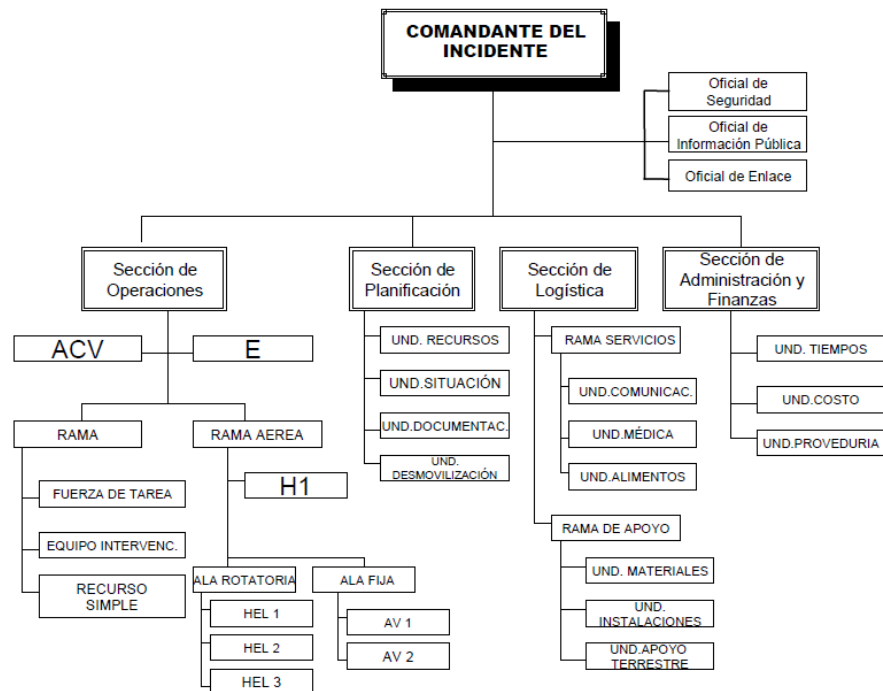 COMANDANTE DEL
INCIDENTE
Oficial de
Seguridad
Oficial de
Información Pública
Oficial de Enlace
Sección de
Operaciones
Sección de
Planificación
Sección de
Logística
Sección de
Administración y
Finanzas
ACV
E
RAMA
RAMA AEREA
FUERZA DE TAREA
EQUIPO INTERVENC.
RECURSO
SIMPLE
H1
ALA ROTATORIA
ALA FIJA
HEL 1
HEL 2
HEL 3
AV 1
AV 2
UND. RECURSOS
UND.SITUACIÓN
UND.DOCUMENTAC.
UND.
DESMOVILIZACIÓN
RAMA SERVICIOS
UND.COMUNICAC.
UND.MÉDICA
UND.ALIMENTOS
RAMA DE APOYO
UND. MATERIALES
UND.
INSTALACIONES
UND.APOYO
TERRESTRE
UND. TIEMPOS
UND.COSTO
UND.PROVEDURIA